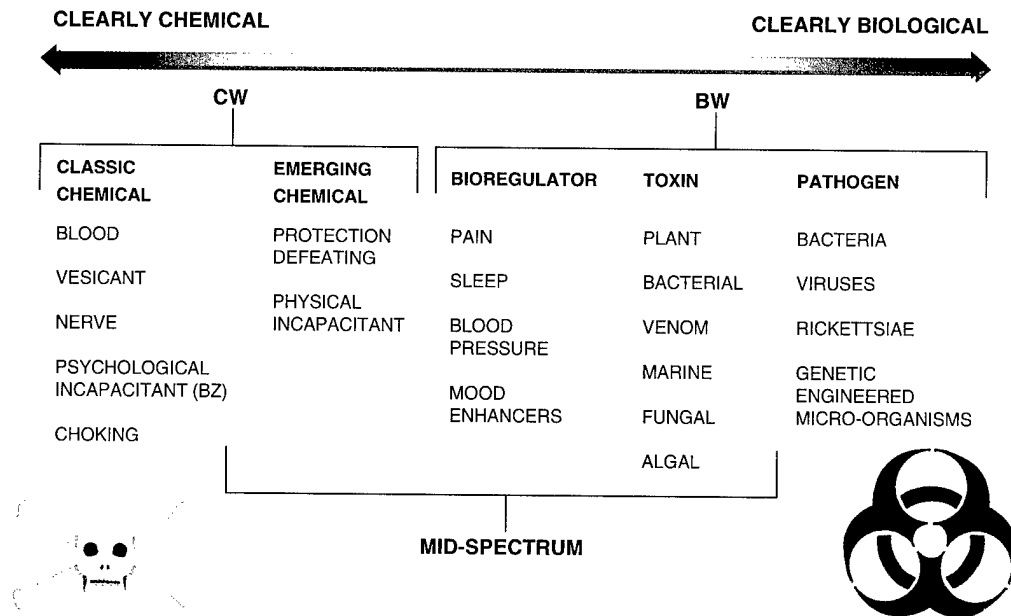 CLEARLY CHEMICAL
CLEARLY BIOLOGICAL
CW
BW
CLASSIC
CHEMICAL
BLOOD
VESICANT
NERVE
PSYCHOLOGICAL
INCAPACITANT (BZ)
CHOKING
EMERGING
CHEMICAL
PROTECTION
DEFEATING
PHYSICAL
INCAPACITANT
BIOREGULATOR
PAIN
SLEEP
BLOOD
PRESSURE
MOOD
ENHANCERS
TOXIN
PLANT
BACTERIAL
VENOM
MARINE
FUNGAL
ALGAL
PATHOGEN
BACTERIA
VIRUSES
RICKETTSIAE
GENETIC
ENGINEERED
MICRO-ORGANISMS
MID-SPECTRUM